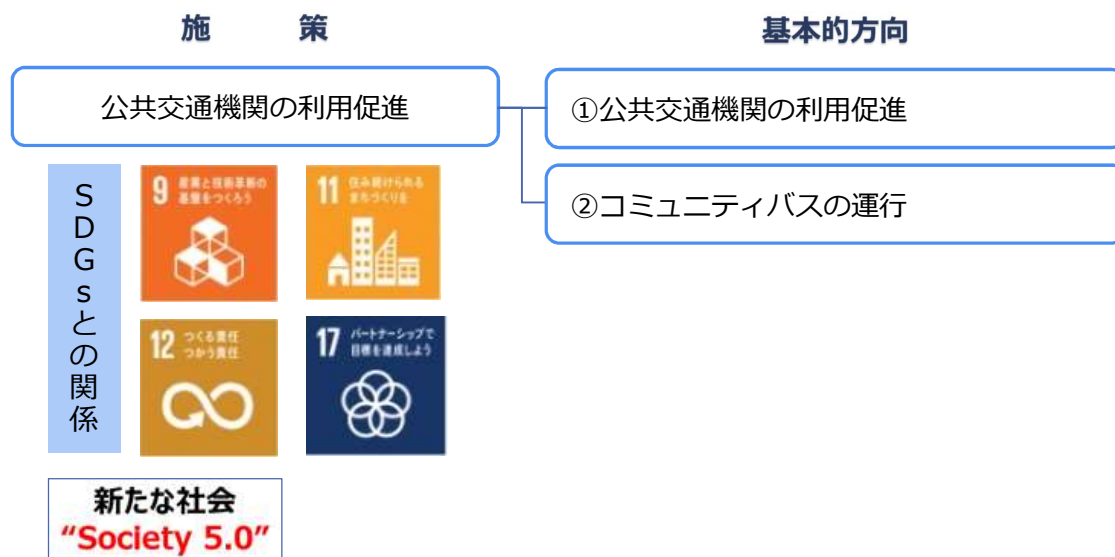 施　　策
基本的方向
公共交通機関の利用促進
①公共交通機関の利用促進
②コミュニティバスの運行
SDGsとの関係
9 産業と技術革新の
基盤をつくろう
11 住み続けられる
まちづくりを
12 つくる責任
つかう責任
17 パートナーシップで
目標を達成しよう
新たな社会
“Society 5.0”